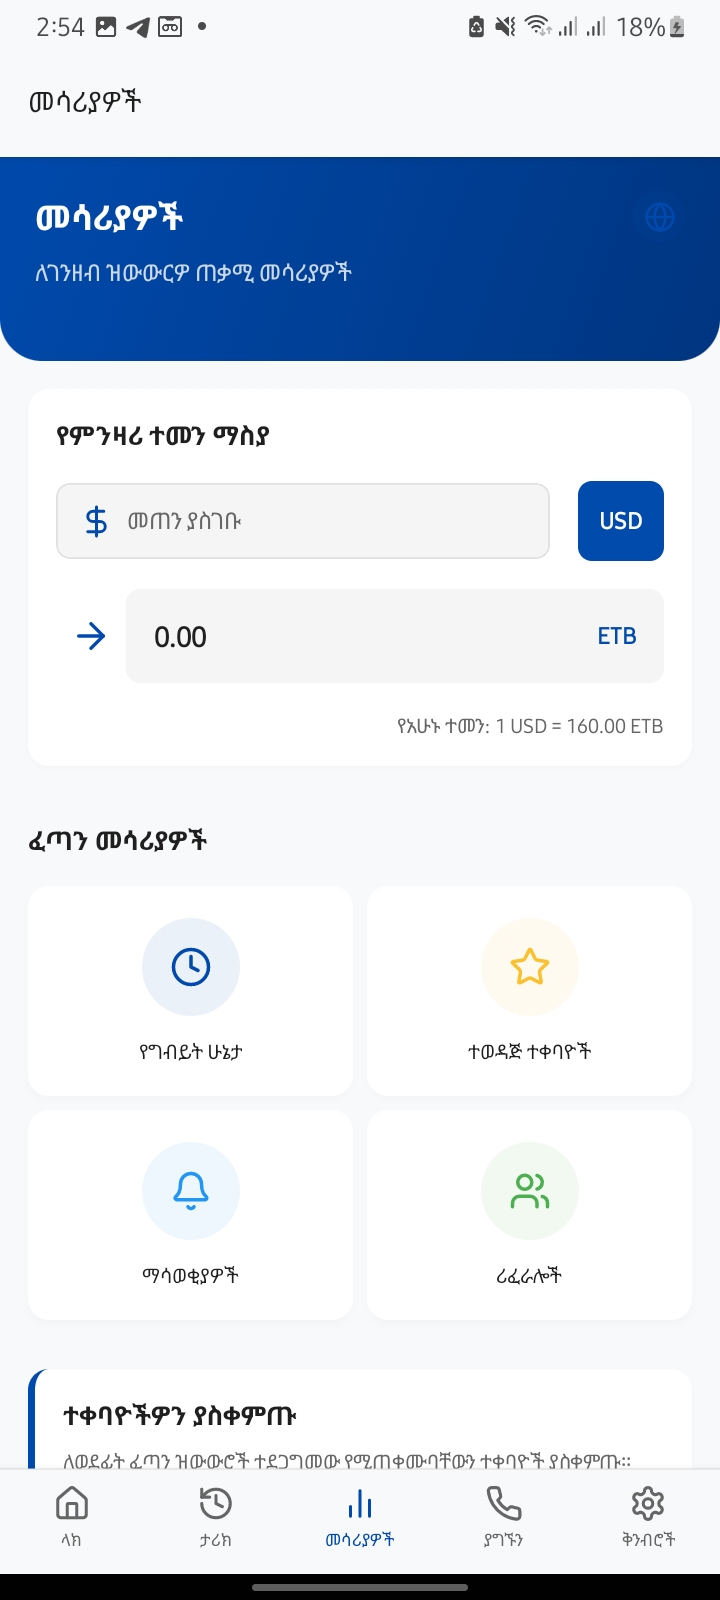 2:54
18%
መሳሪያዎች
መሳሪያዎች
ለገንዘብ ዝውውርዎ ጠቃሚ መሳሪያዎች
የምንዛሪ ተመን ማስያ
መጠን ያስገቡ
USD
0.00
ETB
የአሁኑ ተመን: 1 USD = 160.00 ETB
ፈጣን መሳሪያዎች
የግብይት ሁኔታ
ተወዳጅ ተቀባዮች
ማሳወቂያዎች
ሪፈራሎች
ተቀባዮችዎን ያስቀምጡ
ለወደፊት ፈጣን ዝውውሮች ተደጋግመው የሚጠቀሙባቸውን ተቀባዮች ያስቀምጡ።
ላክ
ታሪክ
መሳሪያዎች
ያግኙን
ቅንብሮች